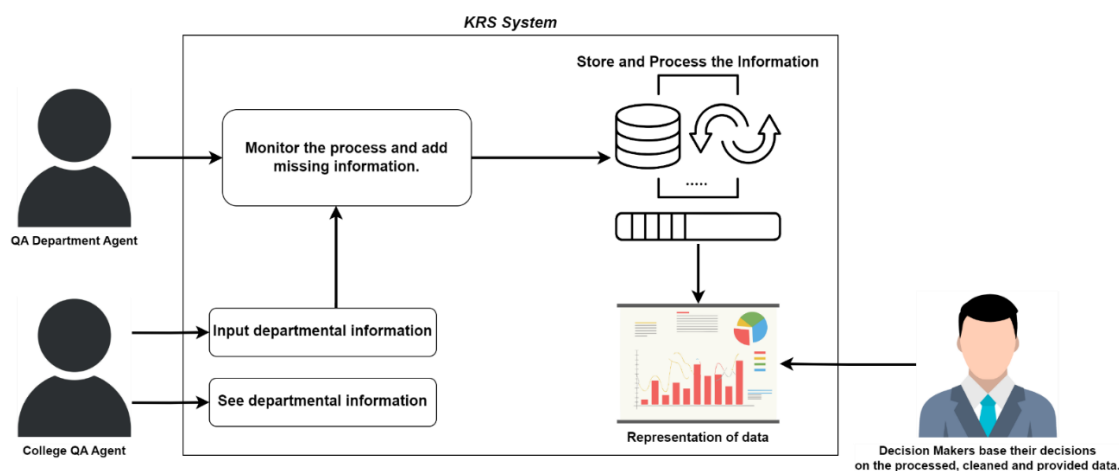 KRS System
Store and Process the Information
Monitor the process and add
missing information.
.....
QA Department Agent
Input departmental information
See departmental information
College QA Agent
Representation of data
Decision Makers base their decisions
on the processed, cleaned and provided data.